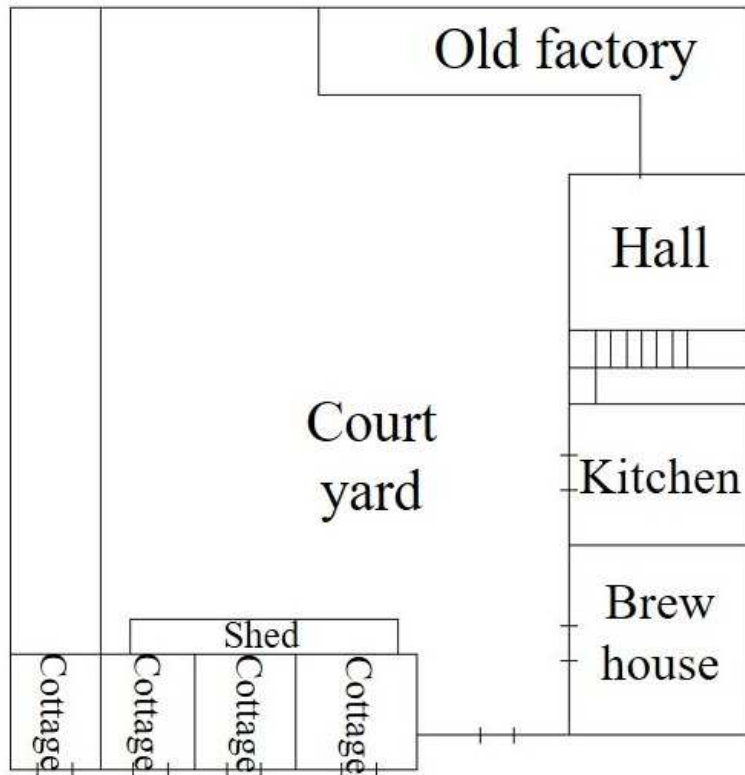 Old factory
Hall
Court
yard
Kitchen
Brew
house
Shed
Cottage
Cottage
Cottage
Cottage